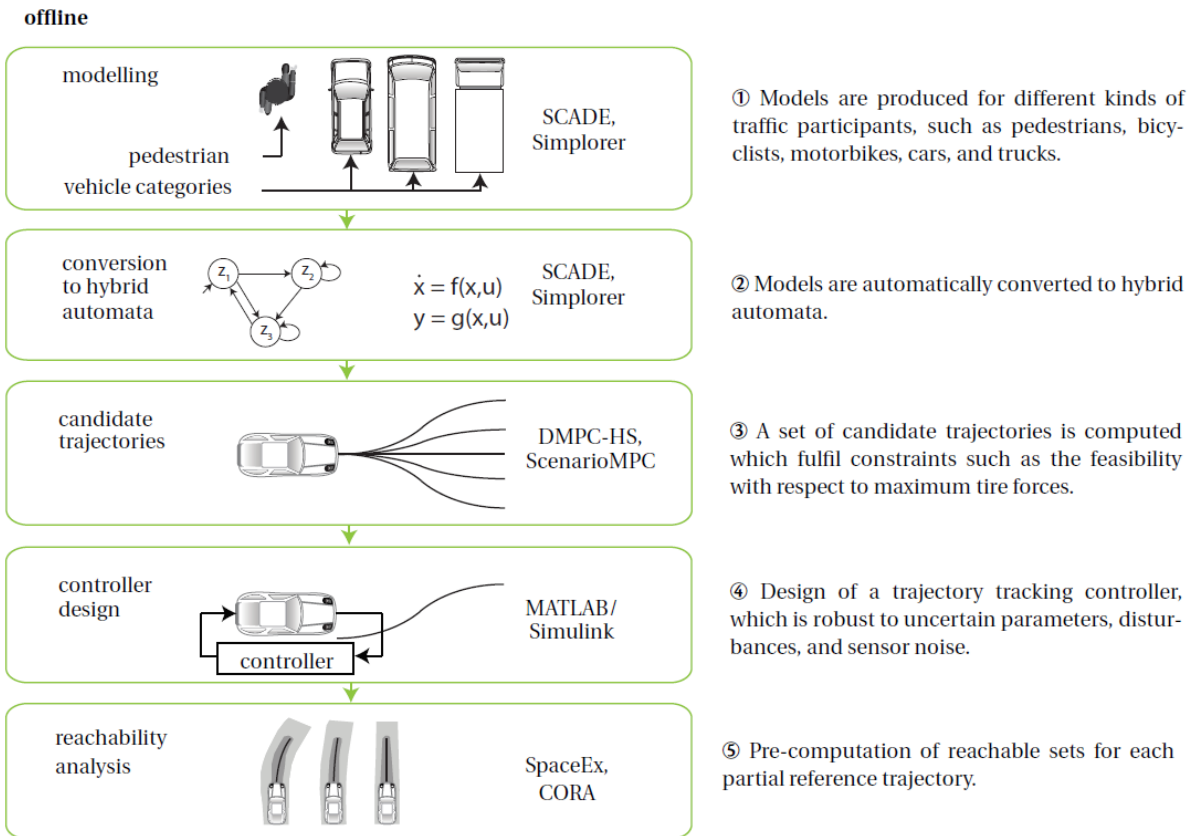 offline
modelling
pedestrian
vehicle categories
SCADE,
Simplorer
① Models are produced for different kinds of
traffic participants, such as pedestrians, bicy-
clists, motorbikes, cars, and trucks.
conversion
to hybrid
automata
z₁
z₂
z₃
ẋ = f(x,u)
y = g(x,u)
SCADE,
Simplorer
② Models are automatically converted to hybrid
automata.
candidate
trajectories
DMPC-HS,
ScenarioMPC
③ A set of candidate trajectories is computed
which fulfil constraints such as the feasibility
with respect to maximum tire forces.
controller
design
controller
MATLAB/
Simulink
④ Design of a trajectory tracking controller,
which is robust to uncertain parameters, distur-
bances, and sensor noise.
reachability
analysis
SpaceEx,
CORA
⑤ Pre-computation of reachable sets for each
partial reference trajectory.